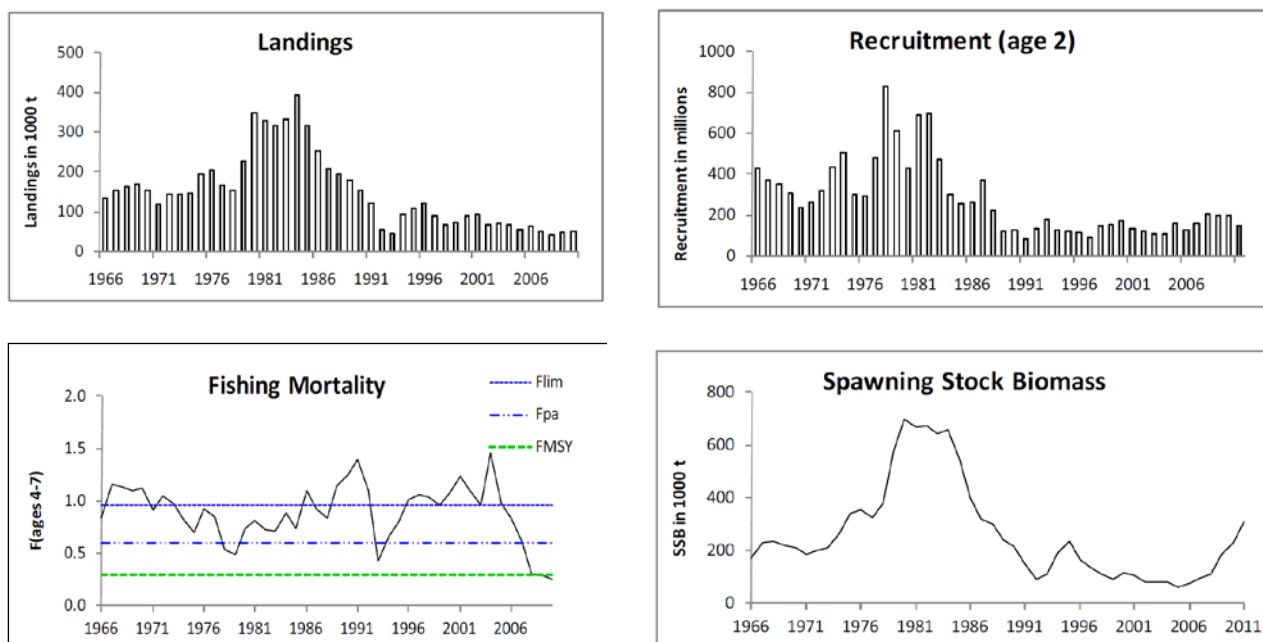 Landings
Landings in 1000 t
500
400
300
200
100
0
1966 1971 1976 1981 1986 1991 1996 2001 2006
Recruitment (age 2)
Recruitment in millions
1000
800
600
400
200
0
1966 1971 1976 1981 1986 1991 1996 2001 2006
Fishing Mortality
Flim
Fpa
FMSY
F(ages 4-7)
2.0
1.5
1.0
0.5
0.0
1966 1971 1976 1981 1986 1991 1996 2001 2006
Spawning Stock Biomass
SSB in 1000 t
800
600
400
200
0
1966 1971 1976 1981 1986 1991 1996 2001 2006 2011